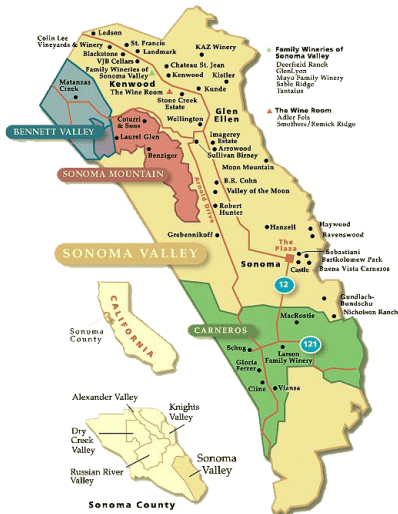 Colin Lee
Vineyards & Winery
Ledson
St. Francis
Blackstone
Landmark
VJB Cellars
Family Wineries of
Sonoma Valley
KAZ Winery
Chateau St. Jean
Kenwood
Kenwood
The Wine Room
Kistler
Kunde
Stone Creek
Estate
Matanzas
Creek
BENNETT VALLEY
Coturri
& Sons
Laurel Glen
Benziger
SONOMA MOUNTAIN
Wellington
Glen
Ellen
Imagery
Estate
Arrowood
Sullivan Birney
Moon Mountain
B.R. Cohn
Valley of the Moon
Arnold Drive
Robert
Hunter
Grebennikoff
Hanzell
Haywood
Ravenswood
The
Plaza
Sonoma
Sebastiani
Bartholomew Park
Castle
Buena Vista Carneros
SONOMA VALLEY
12
Gundlach-
Bundschu
Nicholson Ranch
MacRostie
CARNEROS
121
Schug
Larson
Family Winery
Gloria
Ferrer
Cline
Viansa
Family Wineries of
Sonoma Valley
Deerfield Ranch
GlenLyon
Mayo Family Winery
Sable Ridge
Tantalus
The Wine Room
Adler Fels
Smothers/Remick Ridge
CALIFORNIA
Sonoma
County
Alexander Valley
Knights
Valley
Dry
Creek
Valley
Sonoma
Valley
Russian River
Valley
Sonoma County